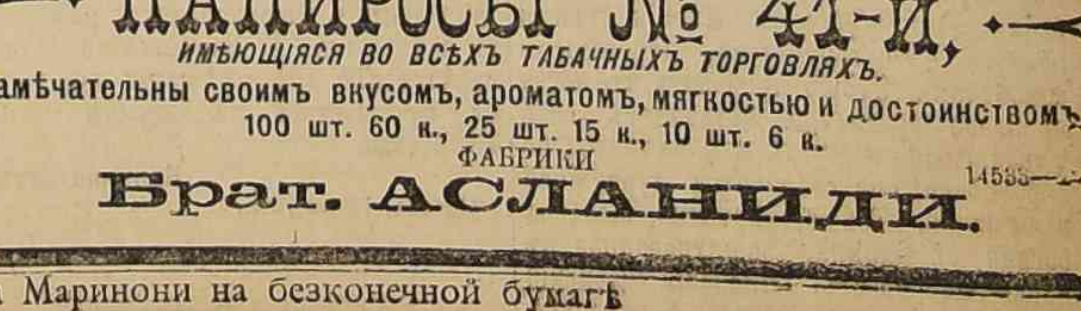 ПАПИРОСЫ № 41-й,
ИМѢЮЩІЯСЯ ВО ВСѢХЪ ТАБАЧНЫХЪ ТОРГОВЛЯХЪ.
амѣчательны своимъ вкусомъ, ароматомъ, мягкостью и достоинствомъ
100 шт. 60 к., 25 шт. 15 к., 10 шт. 6 к.
ФАБРИКИ
Брат. АСЛАНИДИ.
14533—
Маринони на безконечной бумагѣ